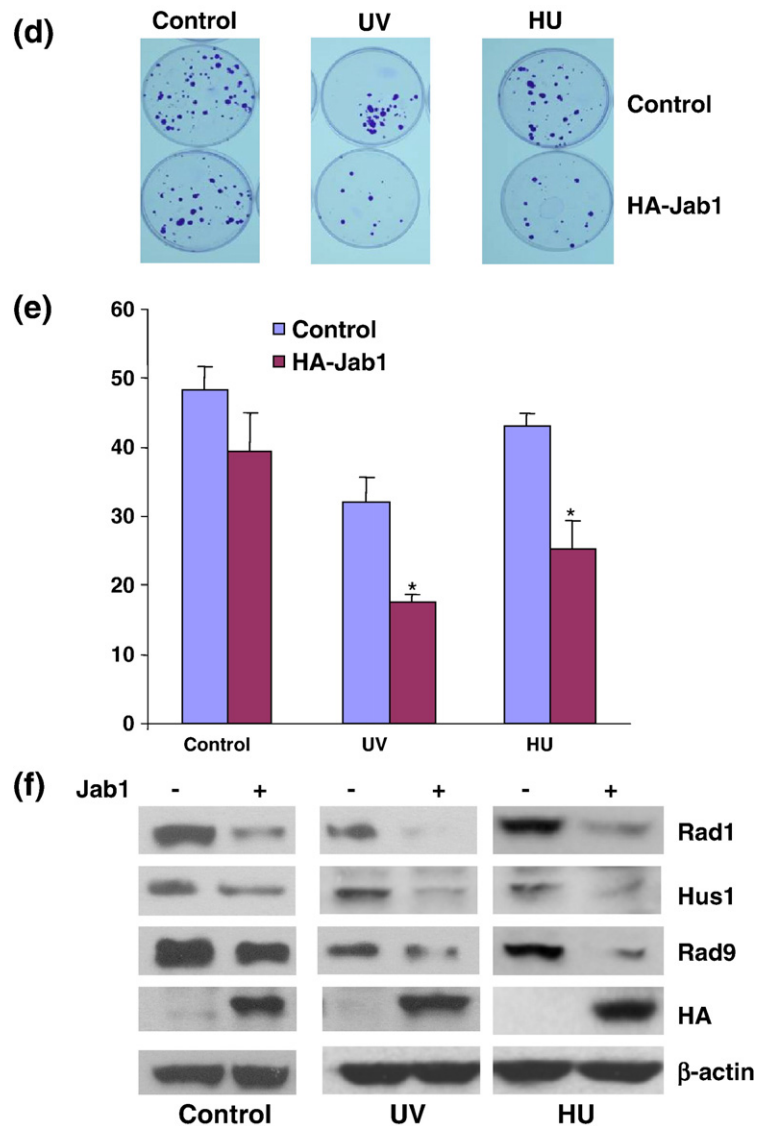 (d)
Control UV HU
Control
HA-Jab1
(e)
60
50
40
30
20
10
0
Control
HA-Jab1
*
*
Control UV HU
(f)
Jab1 - + - + - +
Rad1
Hus1
Rad9
HA
β-actin
Control UV HU